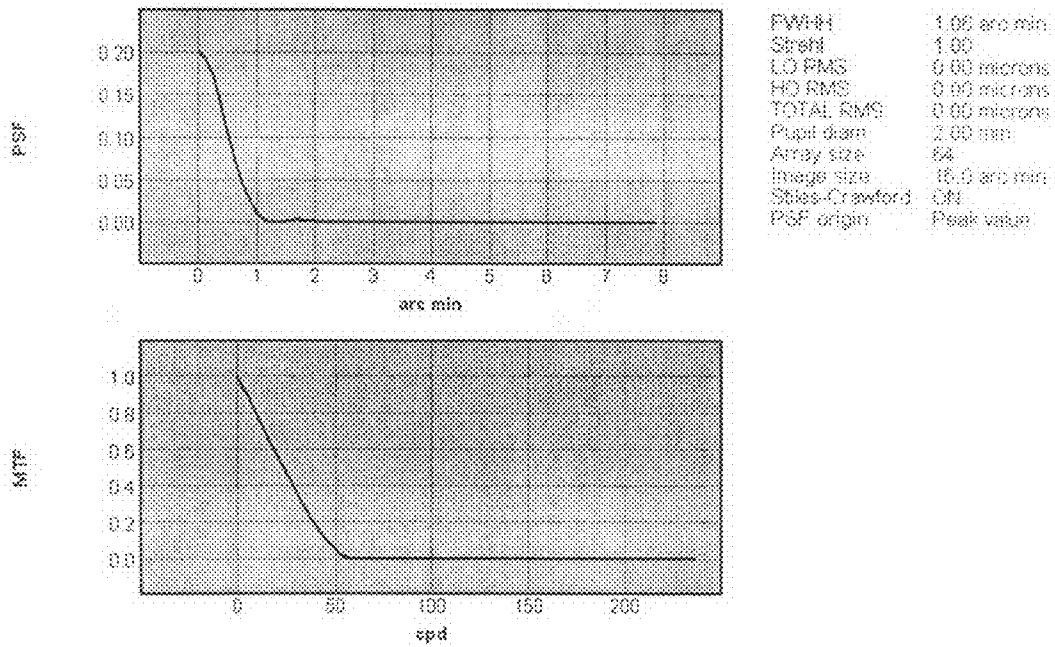 PSF
0.20
0.15
0.10
0.05
0.00
0 1 2 3 4 5 6 7 8
arc min
FWHH 1.06 arc min
Strehl 1.00
LO RMS 0.00 microns
HO RMS 0.00 microns
TOTAL RMS 0.00 microns
Pupil diam 2.00 mm
Array size 64
Image size 15.0 arc min
Stiles-Crawford ON
PSF origin Peak value
MTF
1.0
0.8
0.6
0.4
0.2
0.0
0 50 100 150 200
cpd